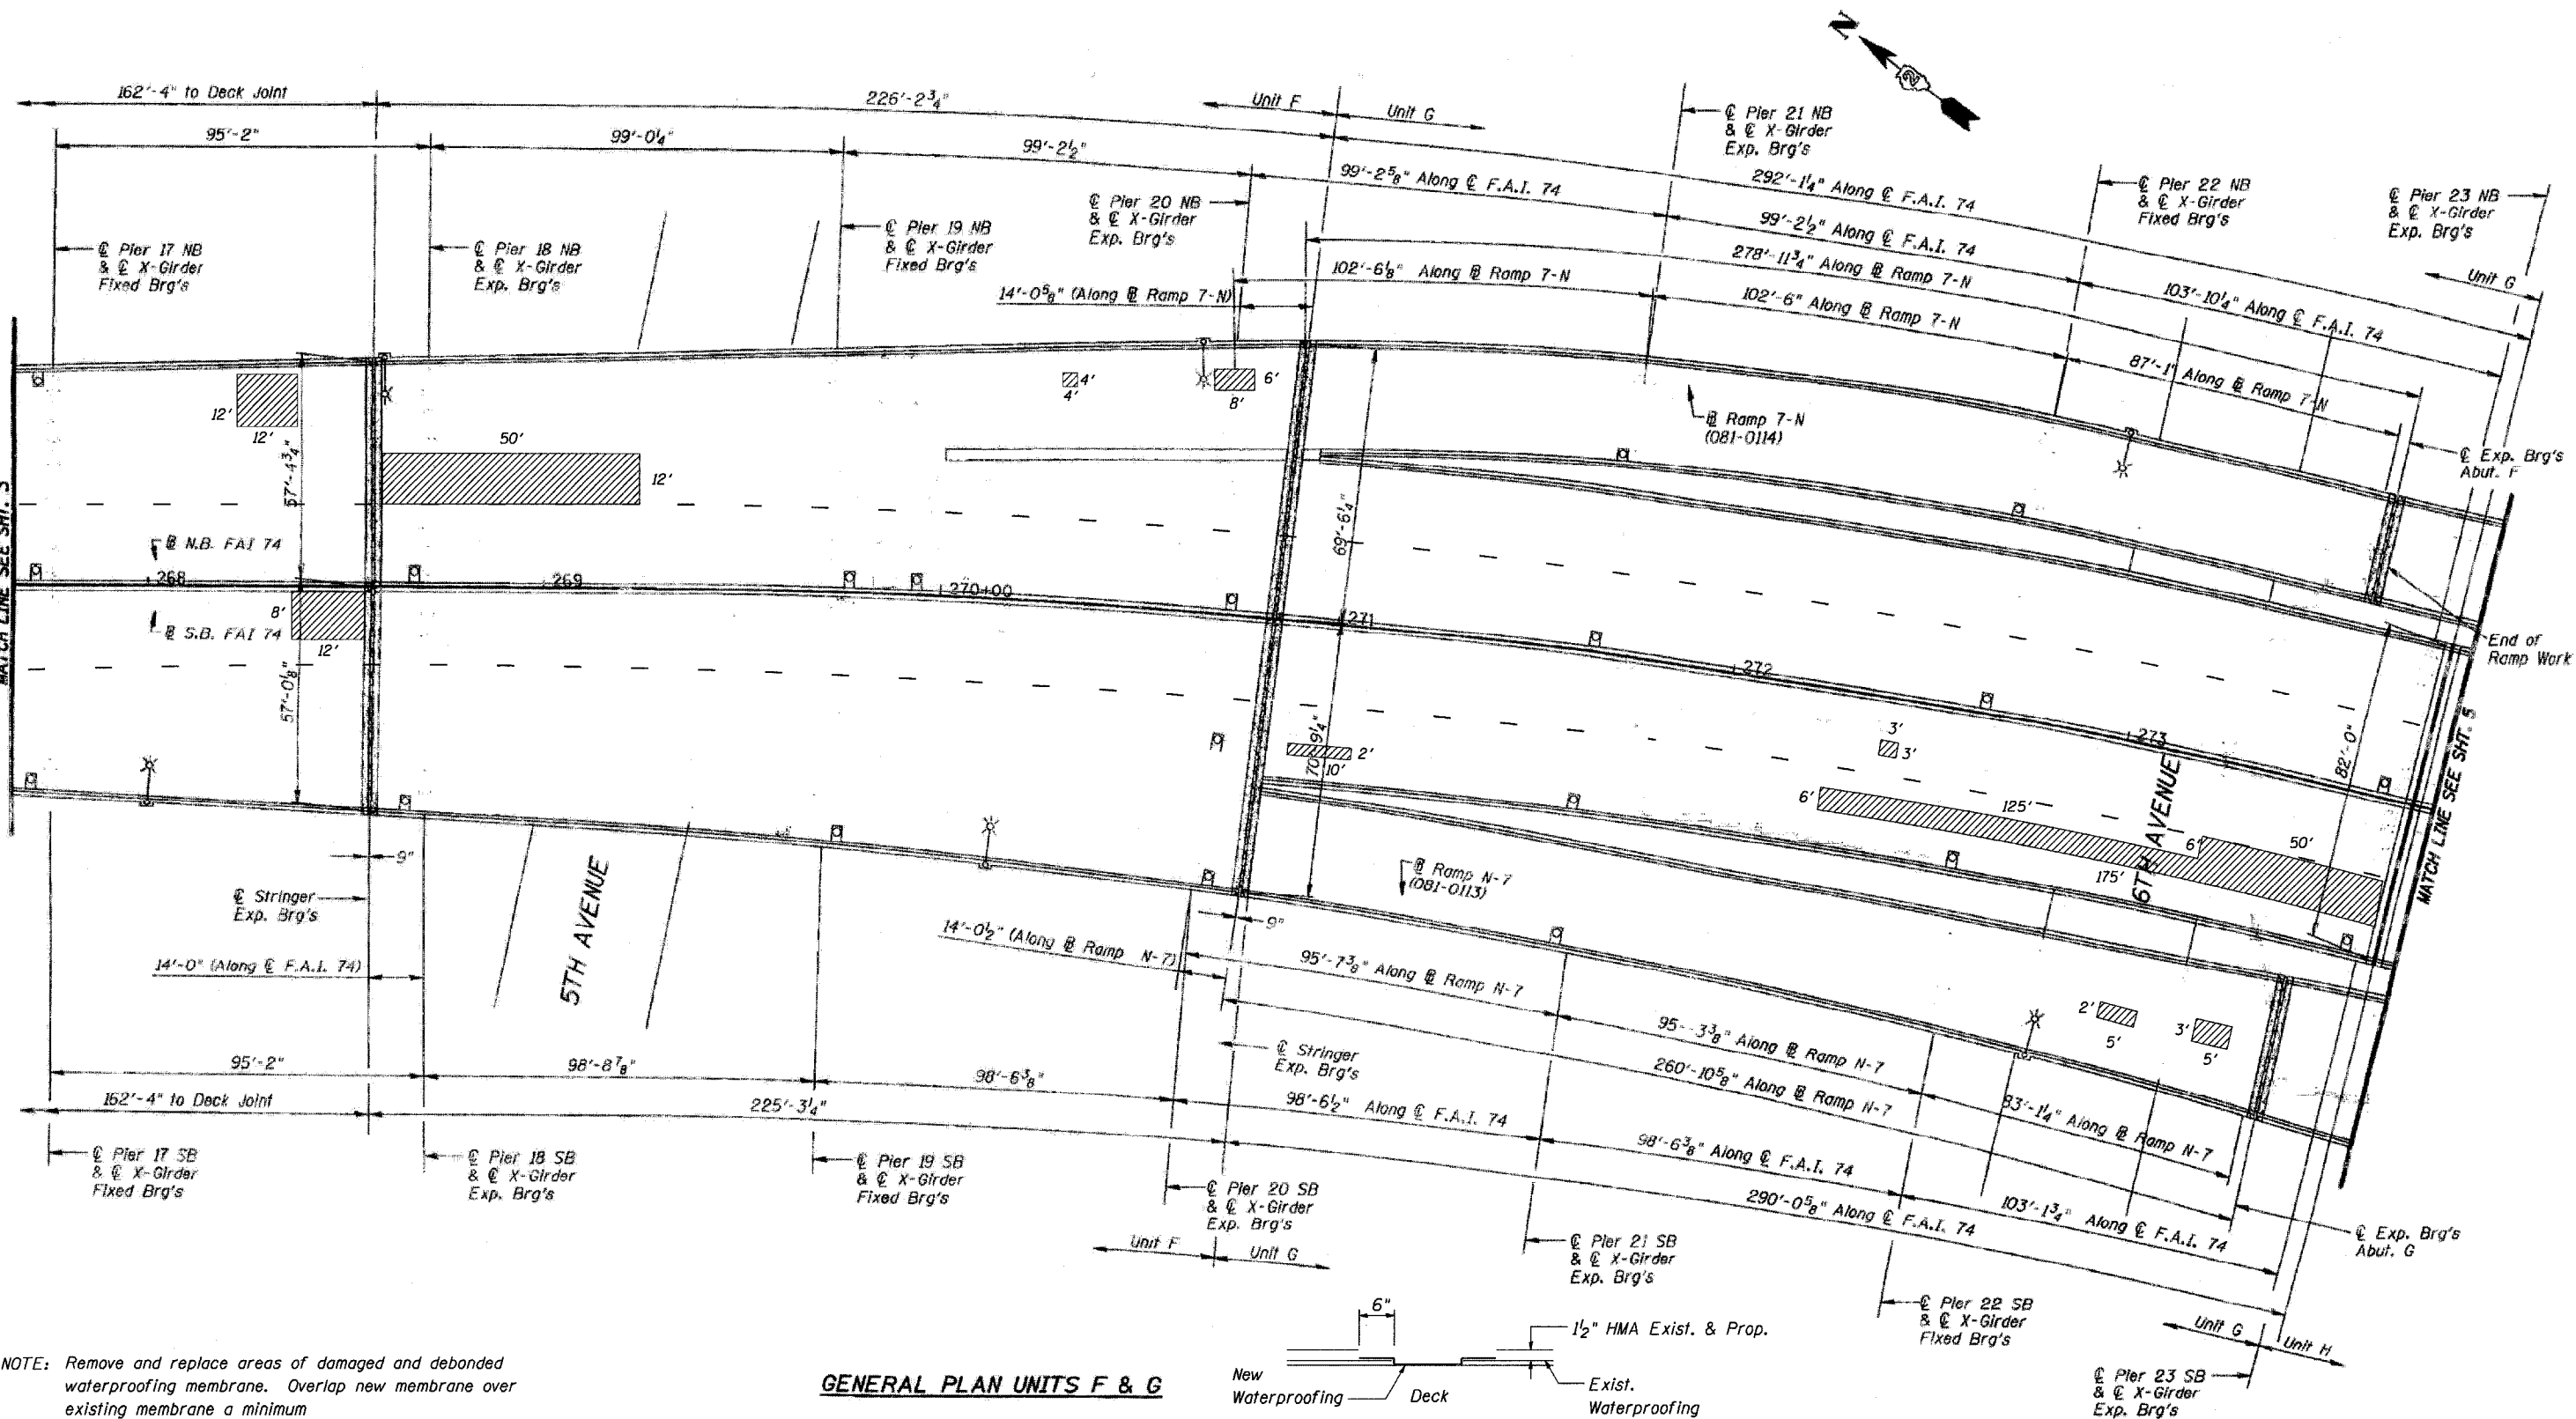 N
2
162'-4" to Deck Joint
226'-2¾"
Unit F
Unit G
95'-2"
99'-0¼"
99'-2½"
99'-2⅝" Along ℄ F.A.I. 74
292'-1¼" Along ℄ F.A.I. 74
99'-2½" Along ℄ F.A.I. 74
278'-11¾" Along ℄ Ramp 7-N
103'-10¼" Along ℄ F.A.I. 74
102'-6⅛" Along ℄ Ramp 7-N
102'-6" Along ℄ Ramp 7-N
87'-1" Along ℄ Ramp 7-N
14'-0⅝" (Along ℄ Ramp 7-N)
Unit G
℄ Pier 17 NB
& ℄ X-Girder
Fixed Brg's
℄ Pier 18 NB
& ℄ X-Girder
Exp. Brg's
℄ Pier 19 NB
& ℄ X-Girder
Fixed Brg's
℄ Pier 20 NB
& ℄ X-Girder
Exp. Brg's
℄ Pier 21 NB
& ℄ X-Girder
Exp. Brg's
℄ Pier 22 NB
& ℄ X-Girder
Fixed Brg's
℄ Pier 23 NB
& ℄ X-Girder
Exp. Brg's
℄ Exp. Brg's
Abut. F
MATCH LINE SEE SHT. 3
12'
12'
57'-4¾"
50'
12'
4'
4'
6'
8'
℄ Ramp 7-N
(081-0114)
69'-6¼"
℄ N.B. FAI 74
268
269
270+00
271
272
273
℄ S.B. FAI 74
8'
12'
57'-0⅛"
70'-9¼"
2'
10'
3'
3'
6'
125'
6'
50'
175'
82'-0"
6TH AVENUE
End of
Ramp Work
MATCH LINE SEE SHT. 5
℄ Ramp N-7
(081-0113)
2'
5'
3'
5'
9"
℄ Stringer
Exp. Brg's
14'-0" (Along ℄ F.A.I. 74)
5TH AVENUE
9"
14'-0½" (Along ℄ Ramp N-7)
95'-7⅜" Along ℄ Ramp N-7
95'-3⅜" Along ℄ Ramp N-7
260'-10⅝" Along ℄ Ramp N-7
83'-1¼" Along ℄ Ramp N-7
℄ Stringer
Exp. Brg's
95'-2"
98'-8⅞"
98'-6⅜"
98'-6½" Along ℄ F.A.I. 74
98'-6⅜" Along ℄ F.A.I. 74
103'-1¾" Along ℄ F.A.I. 74
162'-4" to Deck Joint
225'-3¼"
290'-0⅝" Along ℄ F.A.I. 74
℄ Pier 17 SB
& ℄ X-Girder
Fixed Brg's
℄ Pier 18 SB
& ℄ X-Girder
Exp. Brg's
℄ Pier 19 SB
& ℄ X-Girder
Fixed Brg's
℄ Pier 20 SB
& ℄ X-Girder
Exp. Brg's
Unit F
Unit G
℄ Pier 21 SB
& ℄ X-Girder
Exp. Brg's
℄ Pier 22 SB
& ℄ X-Girder
Fixed Brg's
℄ Exp. Brg's
Abut. G
Unit G
Unit H
℄ Pier 23 SB
& ℄ X-Girder
Exp. Brg's
NOTE: Remove and replace areas of damaged and debonded
waterproofing membrane. Overlap new membrane over
existing membrane a minimum
GENERAL PLAN UNITS F & G
6"
1½" HMA Exist. & Prop.
New
Waterproofing
Deck
Exist.
Waterproofing